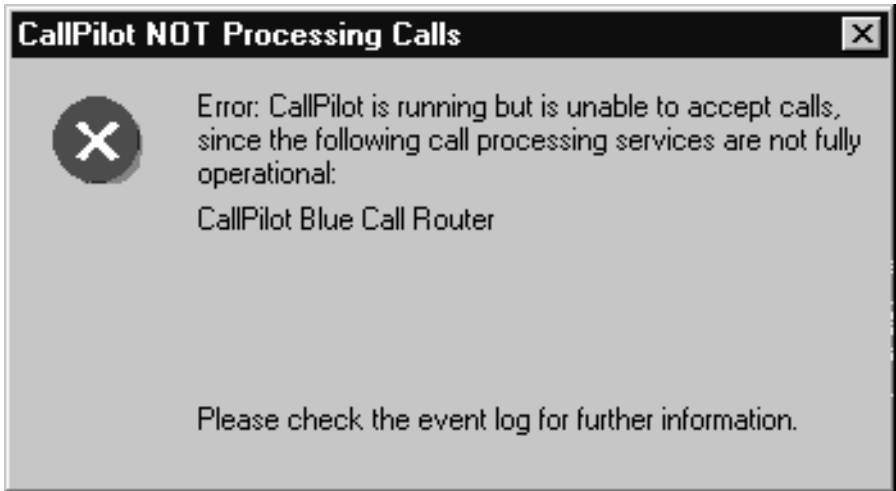 CallPilot NOT Processing Calls
Error: CallPilot is running but is unable to accept calls,
since the following call processing services are not fully
operational:
CallPilot Blue Call Router
Please check the event log for further information.